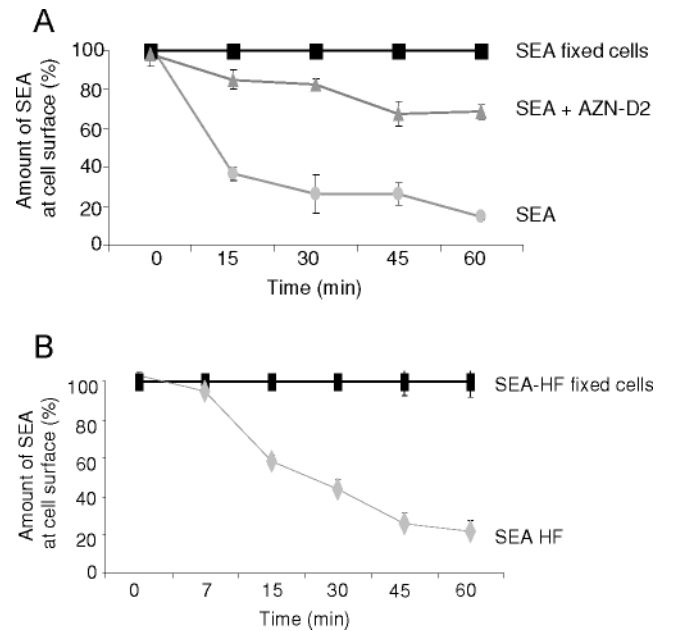 A
Amount of SEA
at cell surface (%)
100
80
60
40
20
0
0 15 30 45 60
Time (min)
SEA fixed cells
SEA + AZN-D2
SEA
B
Amount of SEA
at cell surface (%)
100
80
60
40
20
0
0 7 15 30 45 60
Time (min)
SEA-HF fixed cells
SEA HF